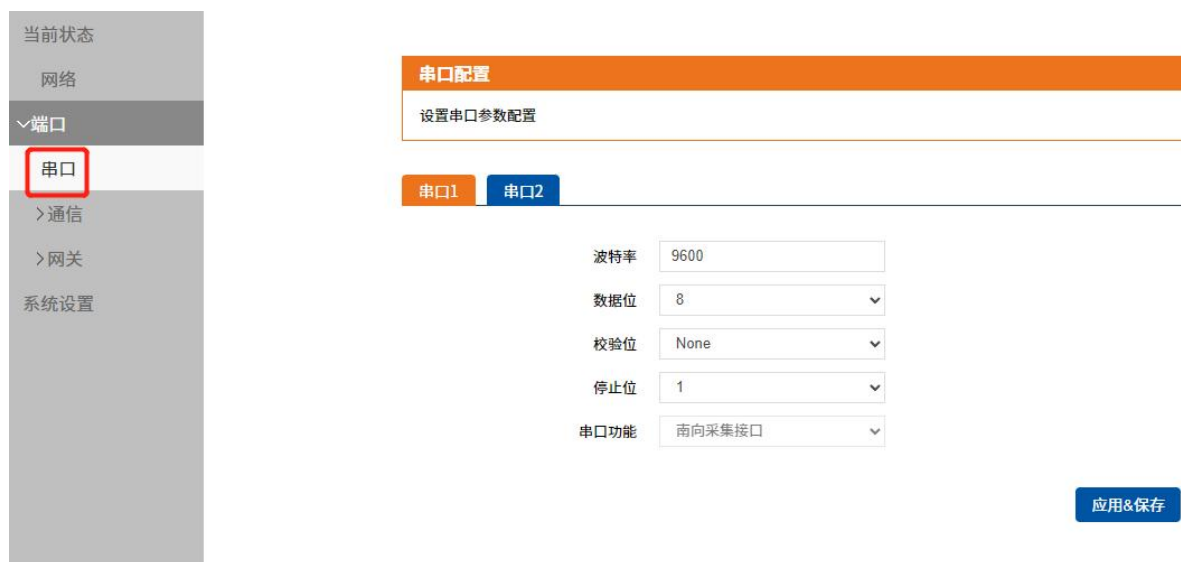 当前状态
网络
端口
串口
通信
网关
系统设置
串口配置
设置串口参数配置
串口1
串口2
波特率 9600
数据位 8
校验位 None
停止位 1
串口功能 南向采集接口
应用&保存